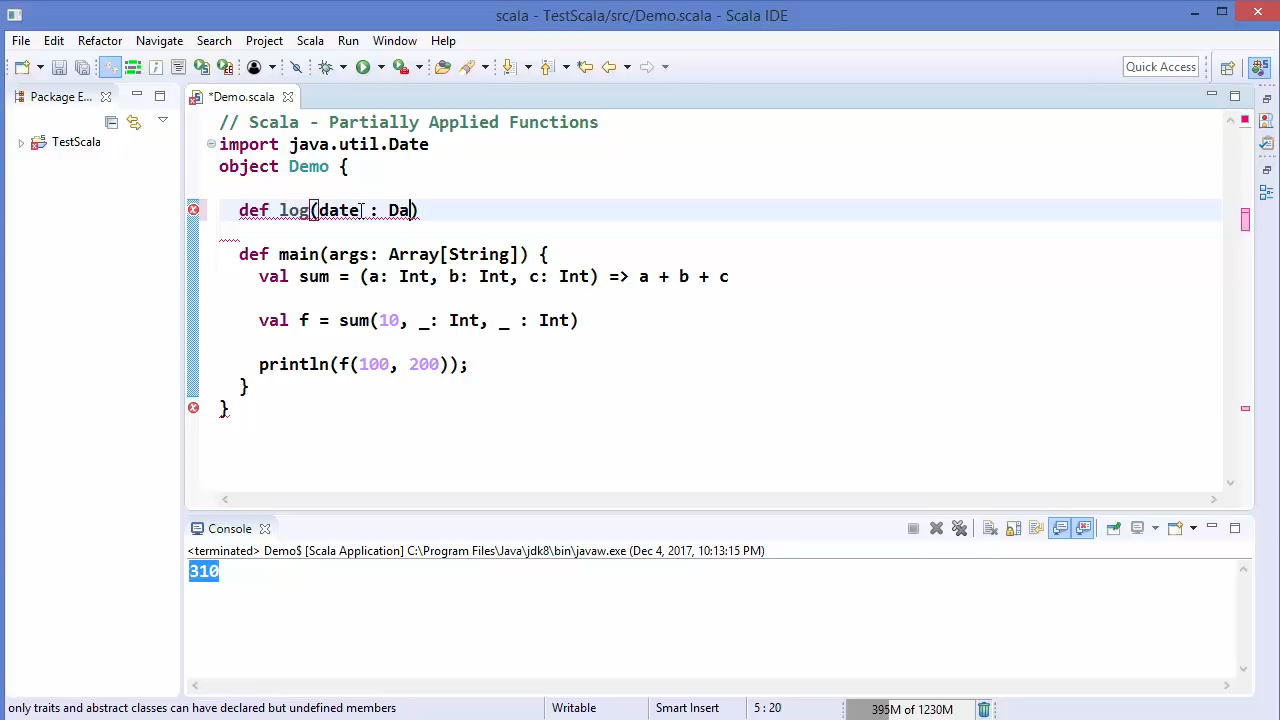 scala - TestScala/src/Demo.scala - Scala IDE
File Edit Refactor Navigate Search Project Scala Run Window Help
Quick Access
Package E...
*Demo.scala
TestScala
// Scala - Partially Applied Functions
import java.util.Date
object Demo {
def log(date : Da)
def main(args: Array[String]) {
val sum = (a: Int, b: Int, c: Int) => a + b + c
val f = sum(10, _: Int, _ : Int)
println(f(100, 200));
}
}
Console
<terminated> Demo$ [Scala Application] C:\Program Files\Java\jdk8\bin\javaw.exe (Dec 4, 2017, 10:13:15 PM)
310
only traits and abstract classes can have declared but undefined members
Writable
Smart Insert
5 : 20
395M of 1230M